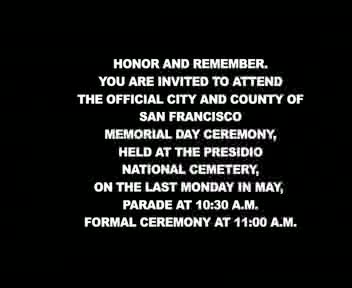 HONOR AND REMEMBER.
YOU ARE INVITED TO ATTEND
THE OFFICIAL CITY AND COUNTY OF
SAN FRANCISCO
MEMORIAL DAY CEREMONY,
HELD AT THE PRESIDIO
NATIONAL CEMETERY,
ON THE LAST MONDAY IN MAY,
PARADE AT 10:30 A.M.
FORMAL CEREMONY AT 11:00 A.M.